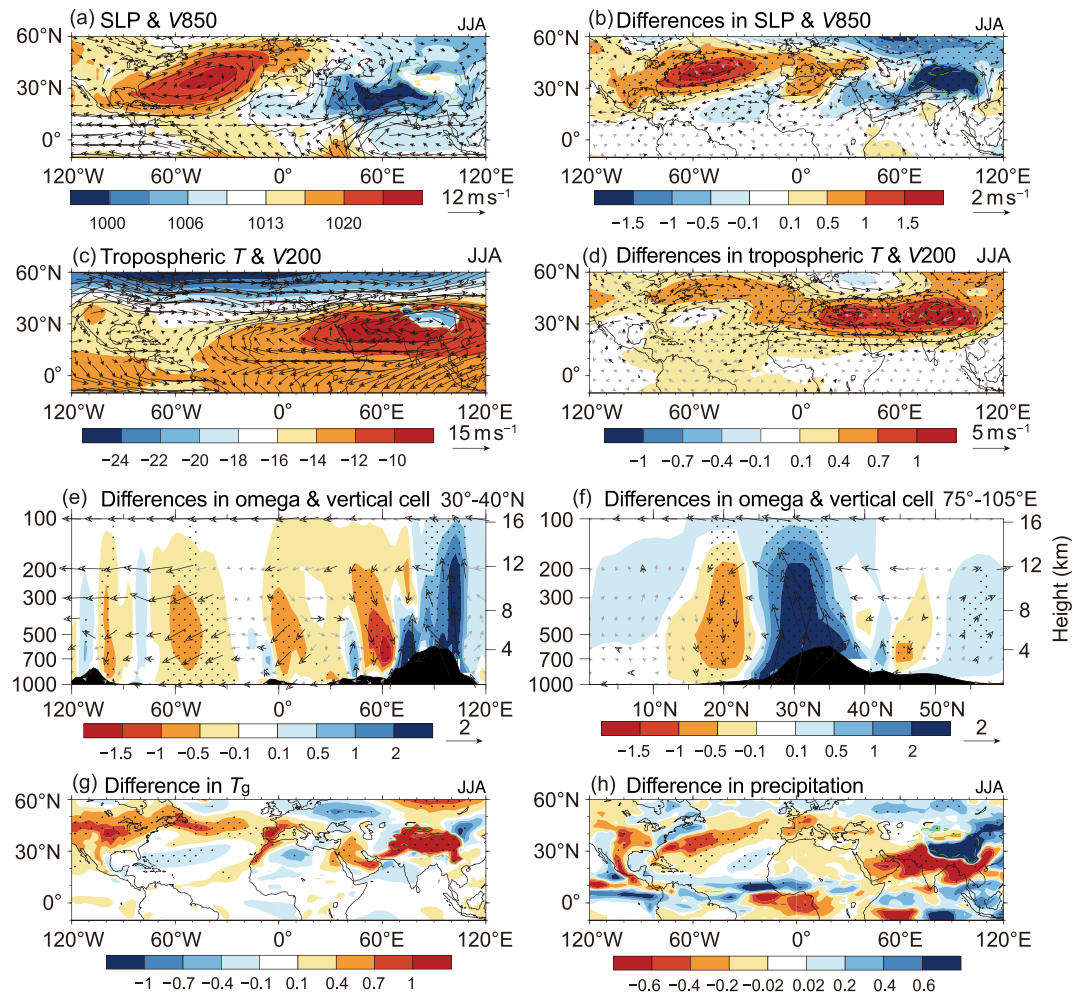 (a) SLP & V850 JJA
60°N
30°N
0°
120°W 60°W 0° 60°E 120°E
1000 1006 1013 1020
12 m s−1
(b) Differences in SLP & V850 JJA
60°N
30°N
0°
120°W 60°W 0° 60°E 120°E
−1.5 −1 −0.5 −0.1 0.1 0.5 1 1.5
2 m s−1
(c) Tropospheric T & V200 JJA
60°N
30°N
0°
120°W 60°W 0° 60°E 120°E
−24 −22 −20 −18 −16 −14 −12 −10
15 m s−1
(d) Differences in tropospheric T & V200 JJA
60°N
30°N
0°
120°W 60°W 0° 60°E 120°E
−1 −0.7 −0.4 −0.1 0.1 0.4 0.7 1
5 m s−1
(e) Differences in omega & vertical cell 30°-40°N
100 16
200 12
300 8
500 4
700
1000
120°W 60°W 0° 60°E 120°E
−1.5 −1 −0.5 −0.1 0.1 0.5 1 2
2
(f) Differences in omega & vertical cell 75°-105°E
100 16
200 12
300 8
500 4
700
1000
Height (km)
10°N 20°N 30°N 40°N 50°N
−1.5 −1 −0.5 −0.1 0.1 0.5 1 2
2
(g) Difference in Tg JJA
60°N
30°N
0°
120°W 60°W 0° 60°E 120°E
−1 −0.7 −0.4 −0.1 0.1 0.4 0.7 1
(h) Difference in precipitation JJA
60°N
30°N
0°
120°W 60°W 0° 60°E 120°E
−0.6 −0.4 −0.2 −0.02 0.02 0.2 0.4 0.6